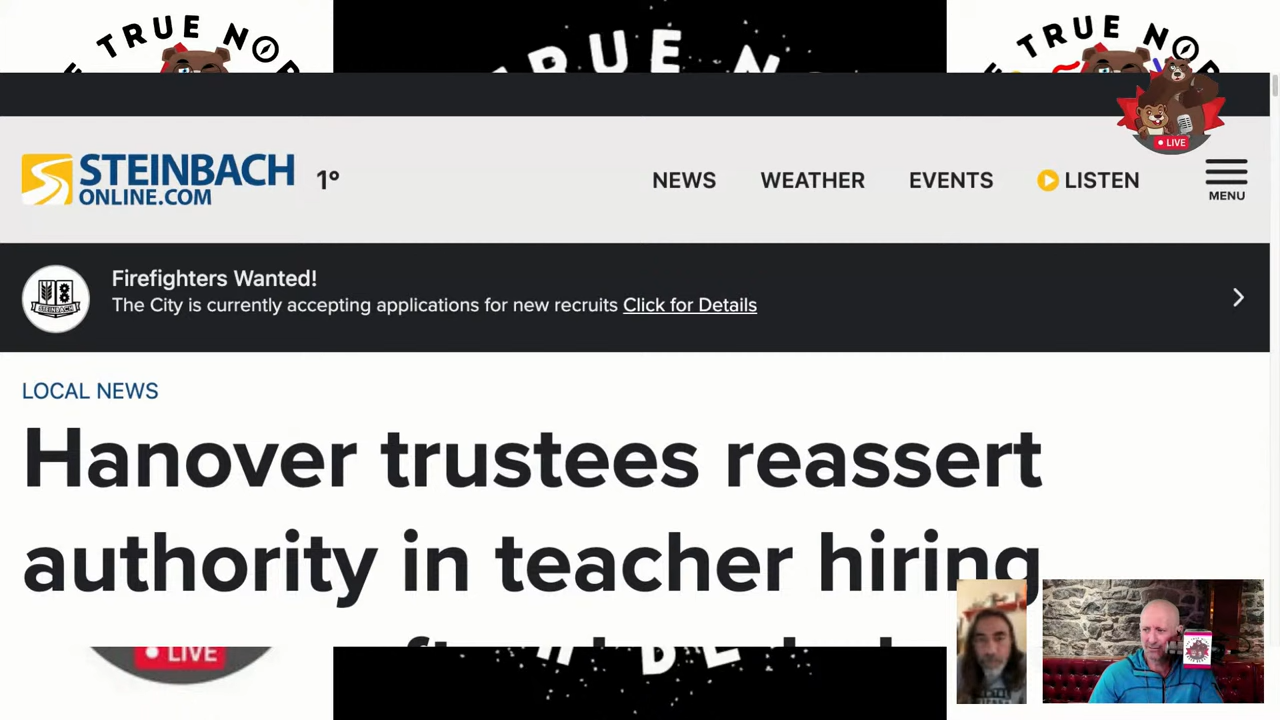 TRUE NO
TRUE N
TRUE NO
LIVE
STEINBACH
ONLINE.COM
1°
NEWS
WEATHER
EVENTS
LISTEN
MENU
Firefighters Wanted!
The City is currently accepting applications for new recruits Click for Details
LOCAL NEWS
Hanover trustees reassert
authority in teacher hiring
LIVE